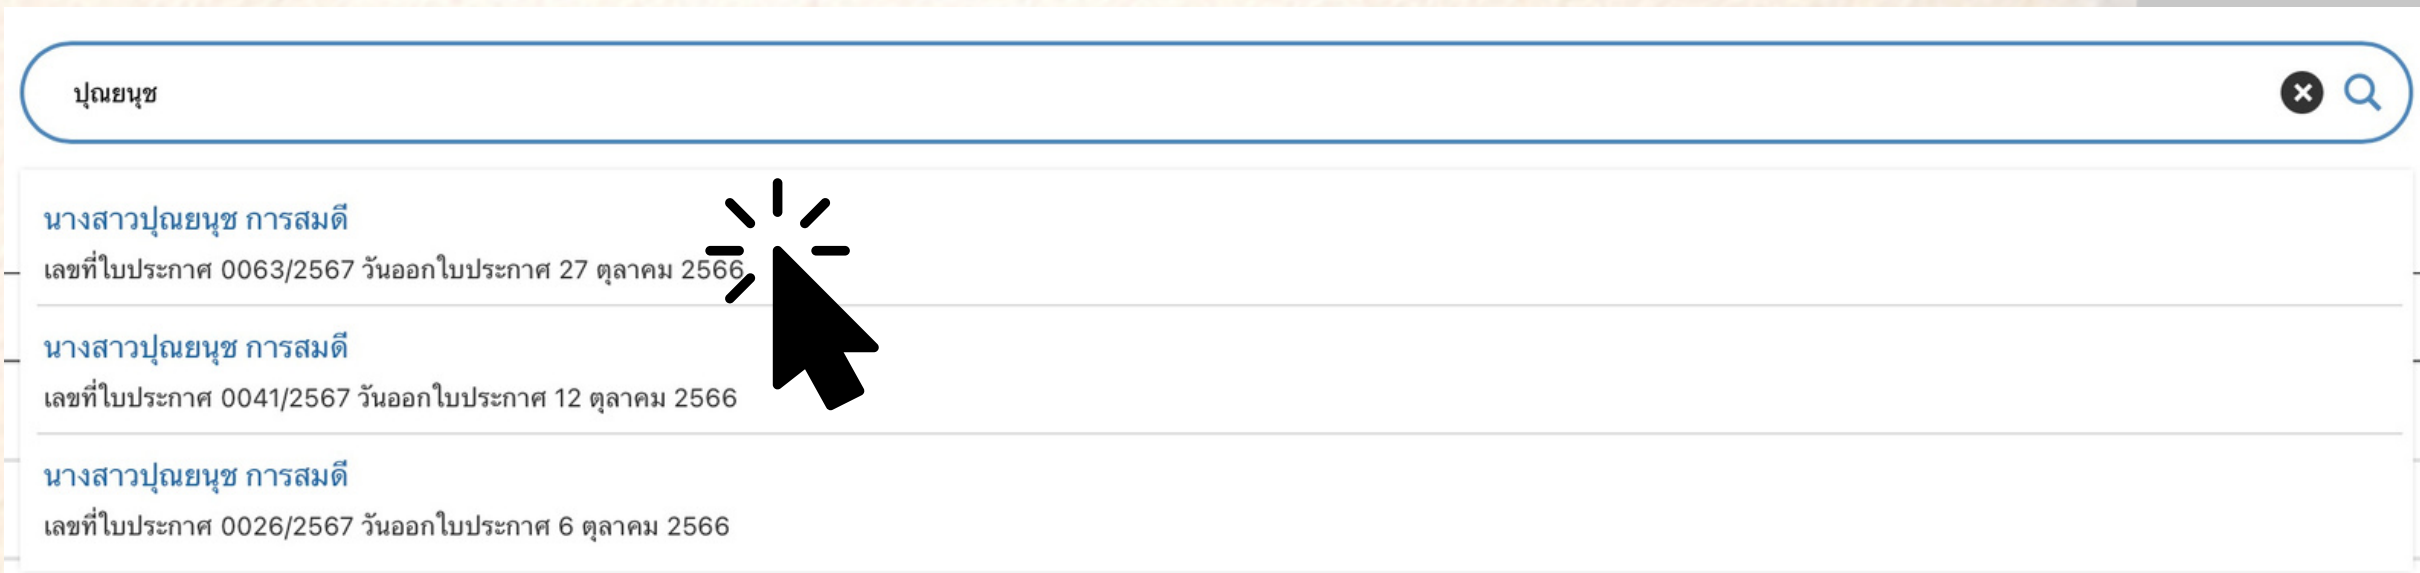 ปุณยนุช
นางสาวปุณยนุช การสมดี
เลขที่ใบประกาศ 0063/2567 วันออกใบประกาศ 27 ตุลาคม 2566
นางสาวปุณยนุช การสมดี
เลขที่ใบประกาศ 0041/2567 วันออกใบประกาศ 12 ตุลาคม 2566
นางสาวปุณยนุช การสมดี
เลขที่ใบประกาศ 0026/2567 วันออกใบประกาศ 6 ตุลาคม 2566